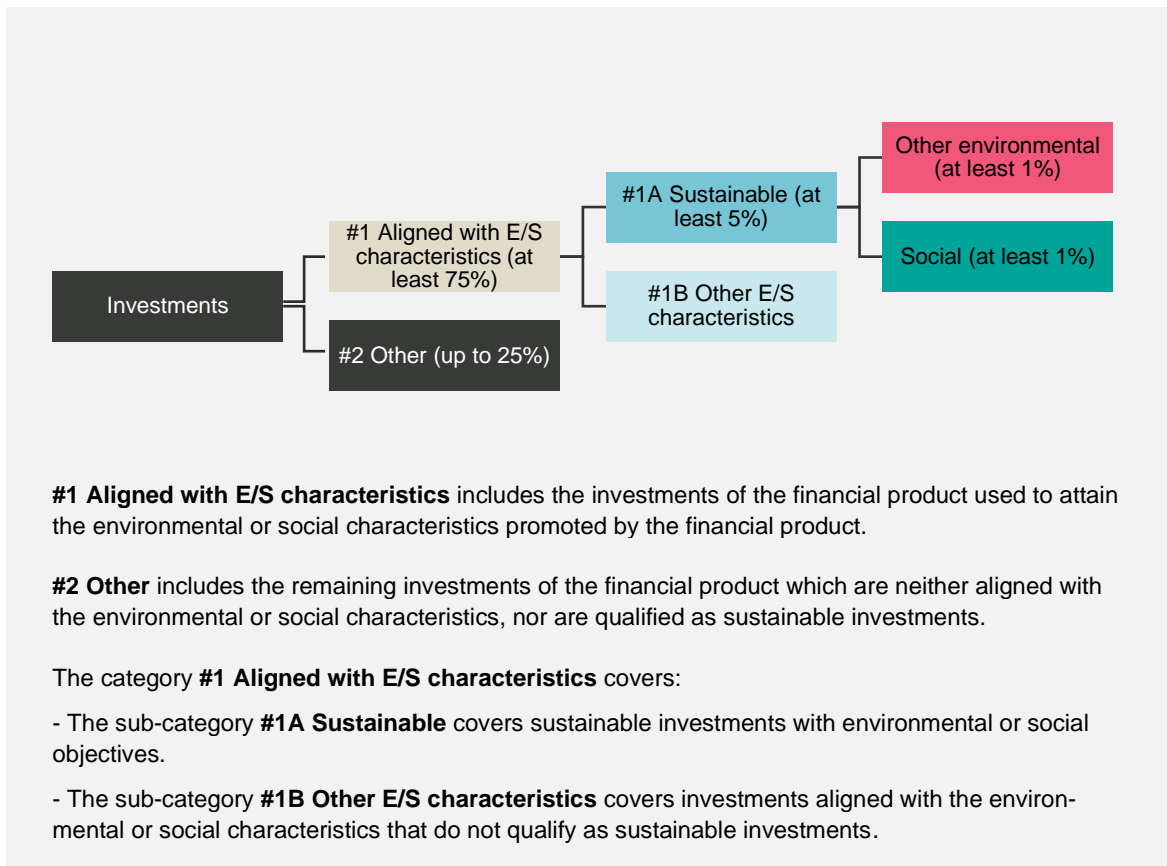 Investments
#1 Aligned with E/S
characteristics (at
least 75%)
#2 Other (up to 25%)
#1A Sustainable (at
least 5%)
#1B Other E/S
characteristics
Other environmental
(at least 1%)
Social (at least 1%)
#1 Aligned with E/S characteristics includes the investments of the financial product used to attain
the environmental or social characteristics promoted by the financial product.
#2 Other includes the remaining investments of the financial product which are neither aligned with
the environmental or social characteristics, nor are qualified as sustainable investments.
The category #1 Aligned with E/S characteristics covers:
- The sub-category #1A Sustainable covers sustainable investments with environmental or social
objectives.
- The sub-category #1B Other E/S characteristics covers investments aligned with the environ-
mental or social characteristics that do not qualify as sustainable investments.